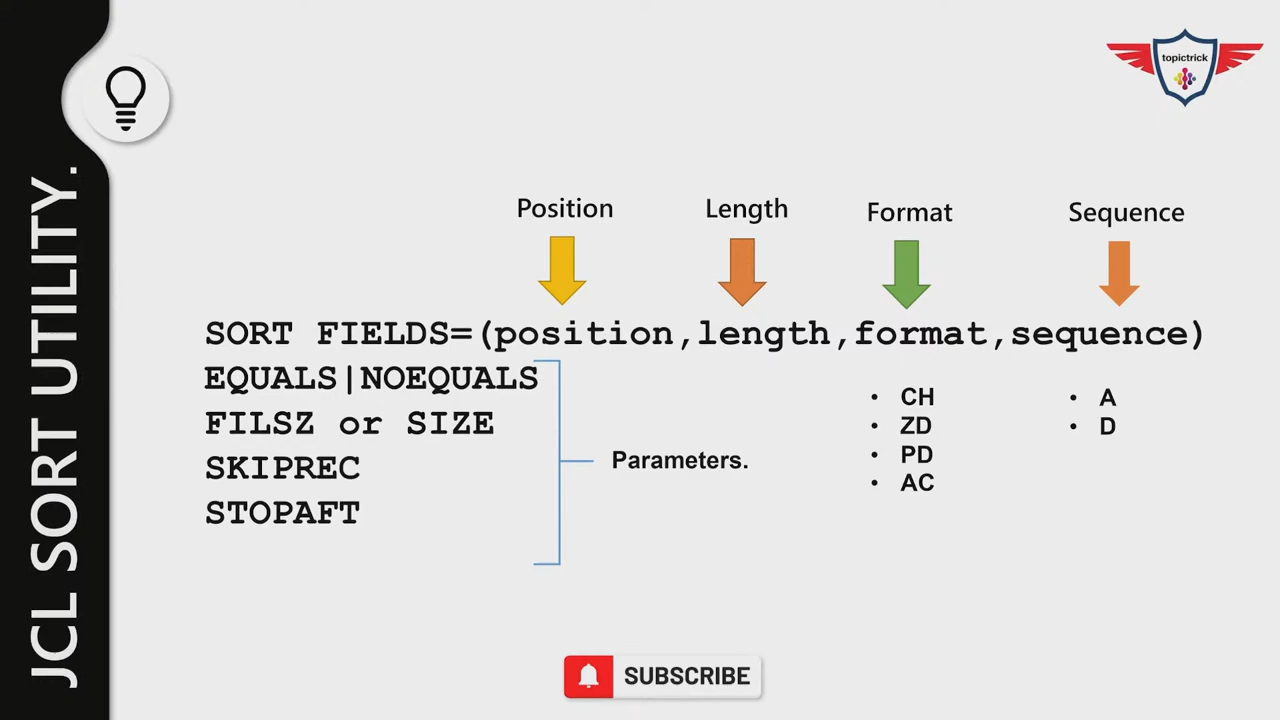 JCL SORT UTILITY.
topictrick
Position Length Format Sequence
SORT FIELDS=(position,length,format,sequence)
EQUALS|NOEQUALS
FILSZ or SIZE
SKIPREC
STOPAFT
Parameters.
• CH
• ZD
• PD
• AC
• A
• D
SUBSCRIBE